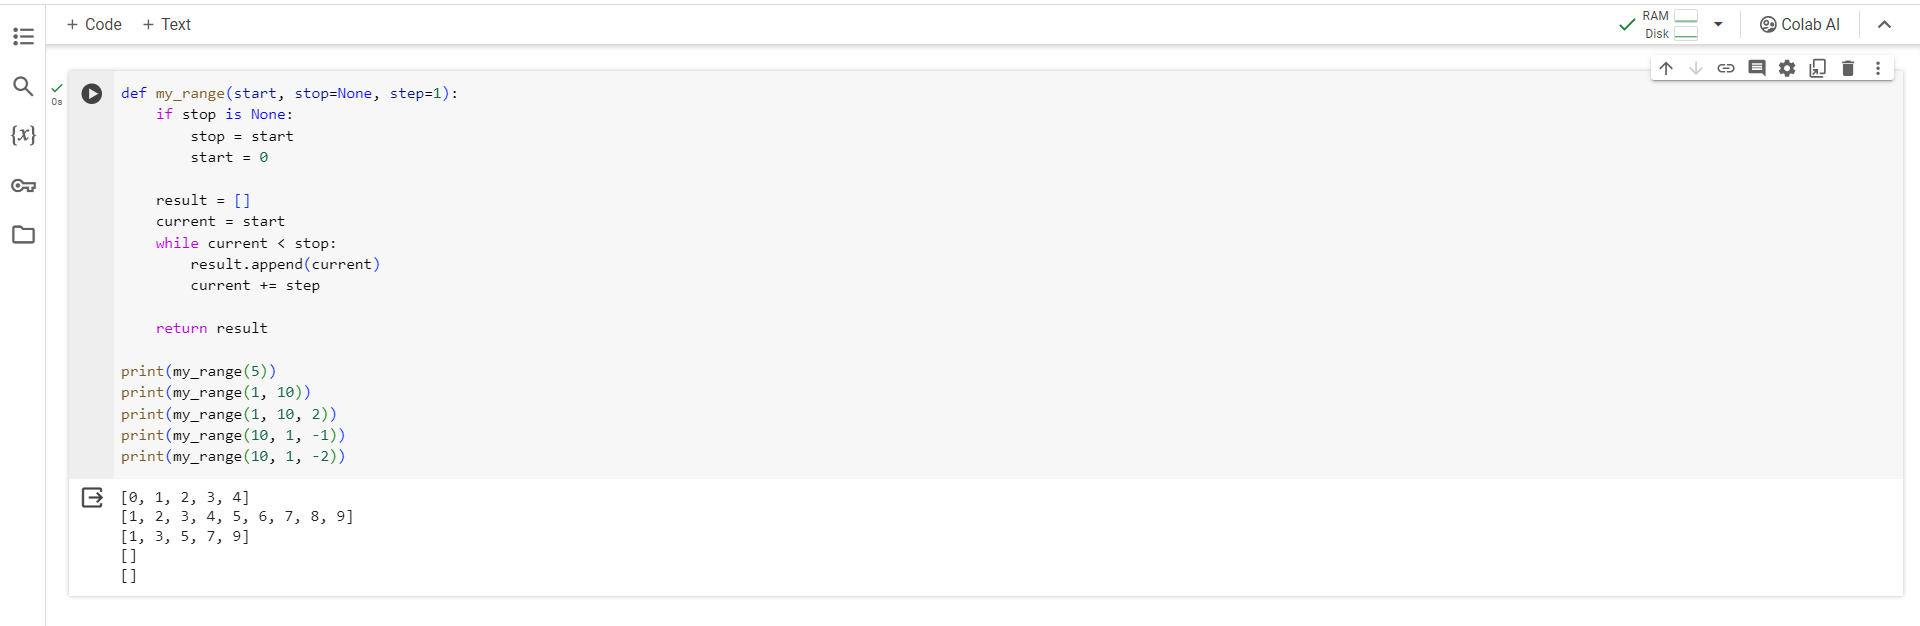 + Code + Text
RAM
Disk
Colab AI
{x}
0s
def my_range(start, stop=None, step=1):
    if stop is None:
        stop = start
        start = 0

    result = []
    current = start
    while current < stop:
        result.append(current)
        current += step

    return result

print(my_range(5))
print(my_range(1, 10))
print(my_range(1, 10, 2))
print(my_range(10, 1, -1))
print(my_range(10, 1, -2))
[0, 1, 2, 3, 4]
[1, 2, 3, 4, 5, 6, 7, 8, 9]
[1, 3, 5, 7, 9]
[]
[]